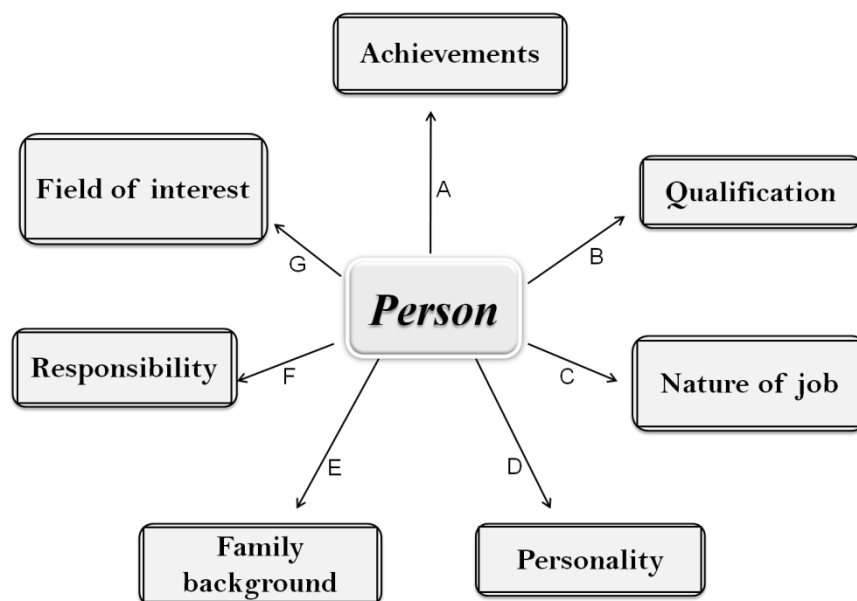 Achievements
Field of interest
Qualification
A
G
B
Person
Responsibility
F
C
Nature of job
E
D
Family
background
Personality